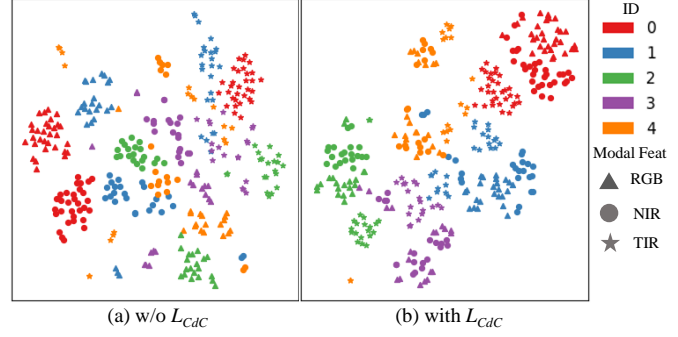 ID
0
1
2
3
4
Modal Feat
RGB
NIR
TIR
(a) w/o L_CdC
(b) with L_CdC